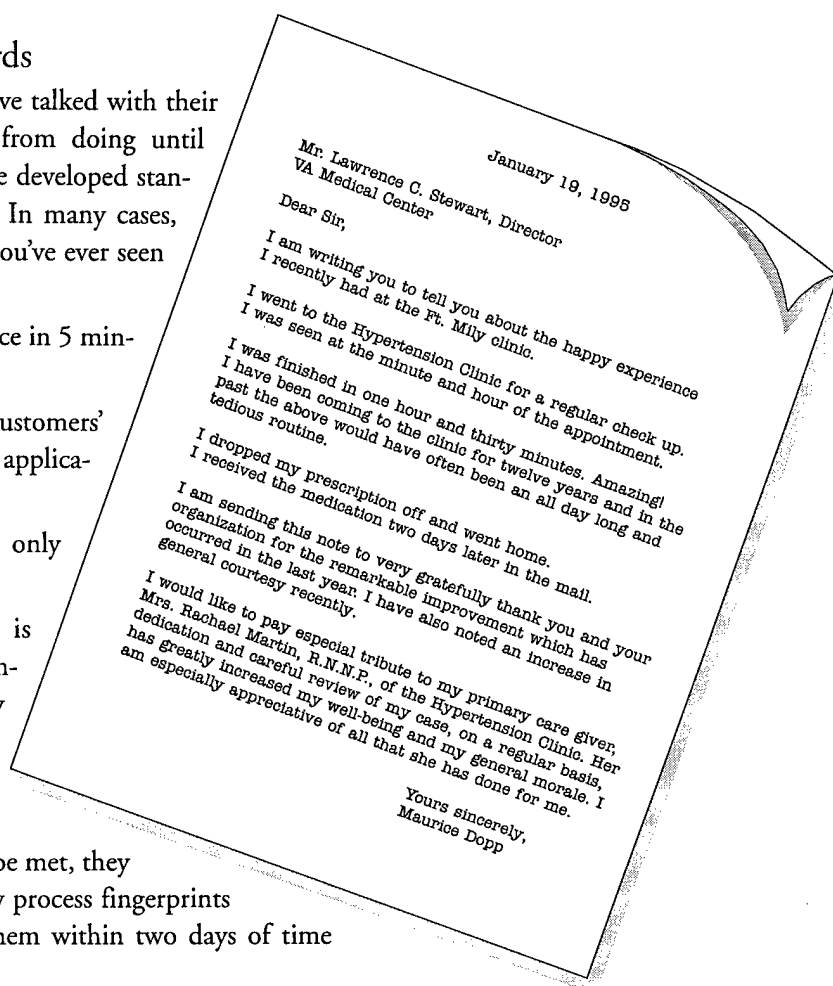 rds
ve talked with their
from doing until
e developed stan-
In many cases,
ou've ever seen
ce in 5 min-
ustomers'
applica-
only
is
n-
be met, they
y process fingerprints
hem within two days of time
January 19, 1995
Mr. Lawrence C. Stewart, Director
VA Medical Center
Dear Sir,
I am writing you to tell you about the happy experience
I recently had at the Ft. Mily clinic.
I went to the Hypertension Clinic for a regular check up.
I was seen at the minute and hour of the appointment.
I was finished in one hour and thirty minutes. Amazing!
I have been coming to the clinic for twelve years and in the
past the above would have often been an all day long and
tedious routine.
I dropped my prescription off and went home.
I received the medication two days later in the mail.
I am sending this note to very gratefully thank you and your
organization for the remarkable improvement which has
occurred in the last year. I have also noted an increase in
general courtesy recently.
I would like to pay especial tribute to my primary care giver,
Mrs. Rachael Martin, R.N.N.P., of the Hypertension Clinic. Her
dedication and careful review of my case, on a regular basis,
has greatly increased my well-being and my general morale. I
am especially appreciative of all that she has done for me.
Yours sincerely,
Maurice Dopp